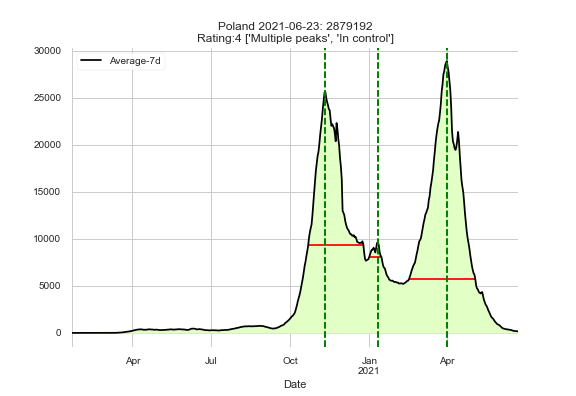 Poland 2021-06-23: 2879192
Rating:4 ['Multiple peaks', 'In control']
Average-7d
30000
25000
20000
15000
10000
5000
0
Apr Jul Oct Jan Apr
2021
Date